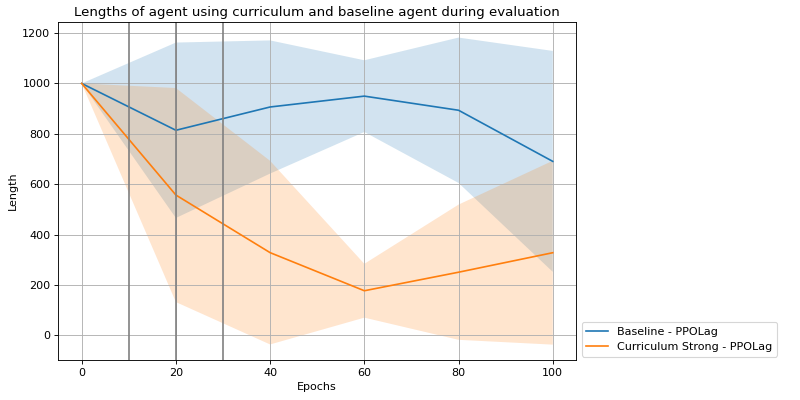 Lengths of agent using curriculum and baseline agent during evaluation
1200
1000
800
600
400
200
0
Length
0 20 40 60 80 100
Epochs
Baseline - PPOLag
Curriculum Strong - PPOLag